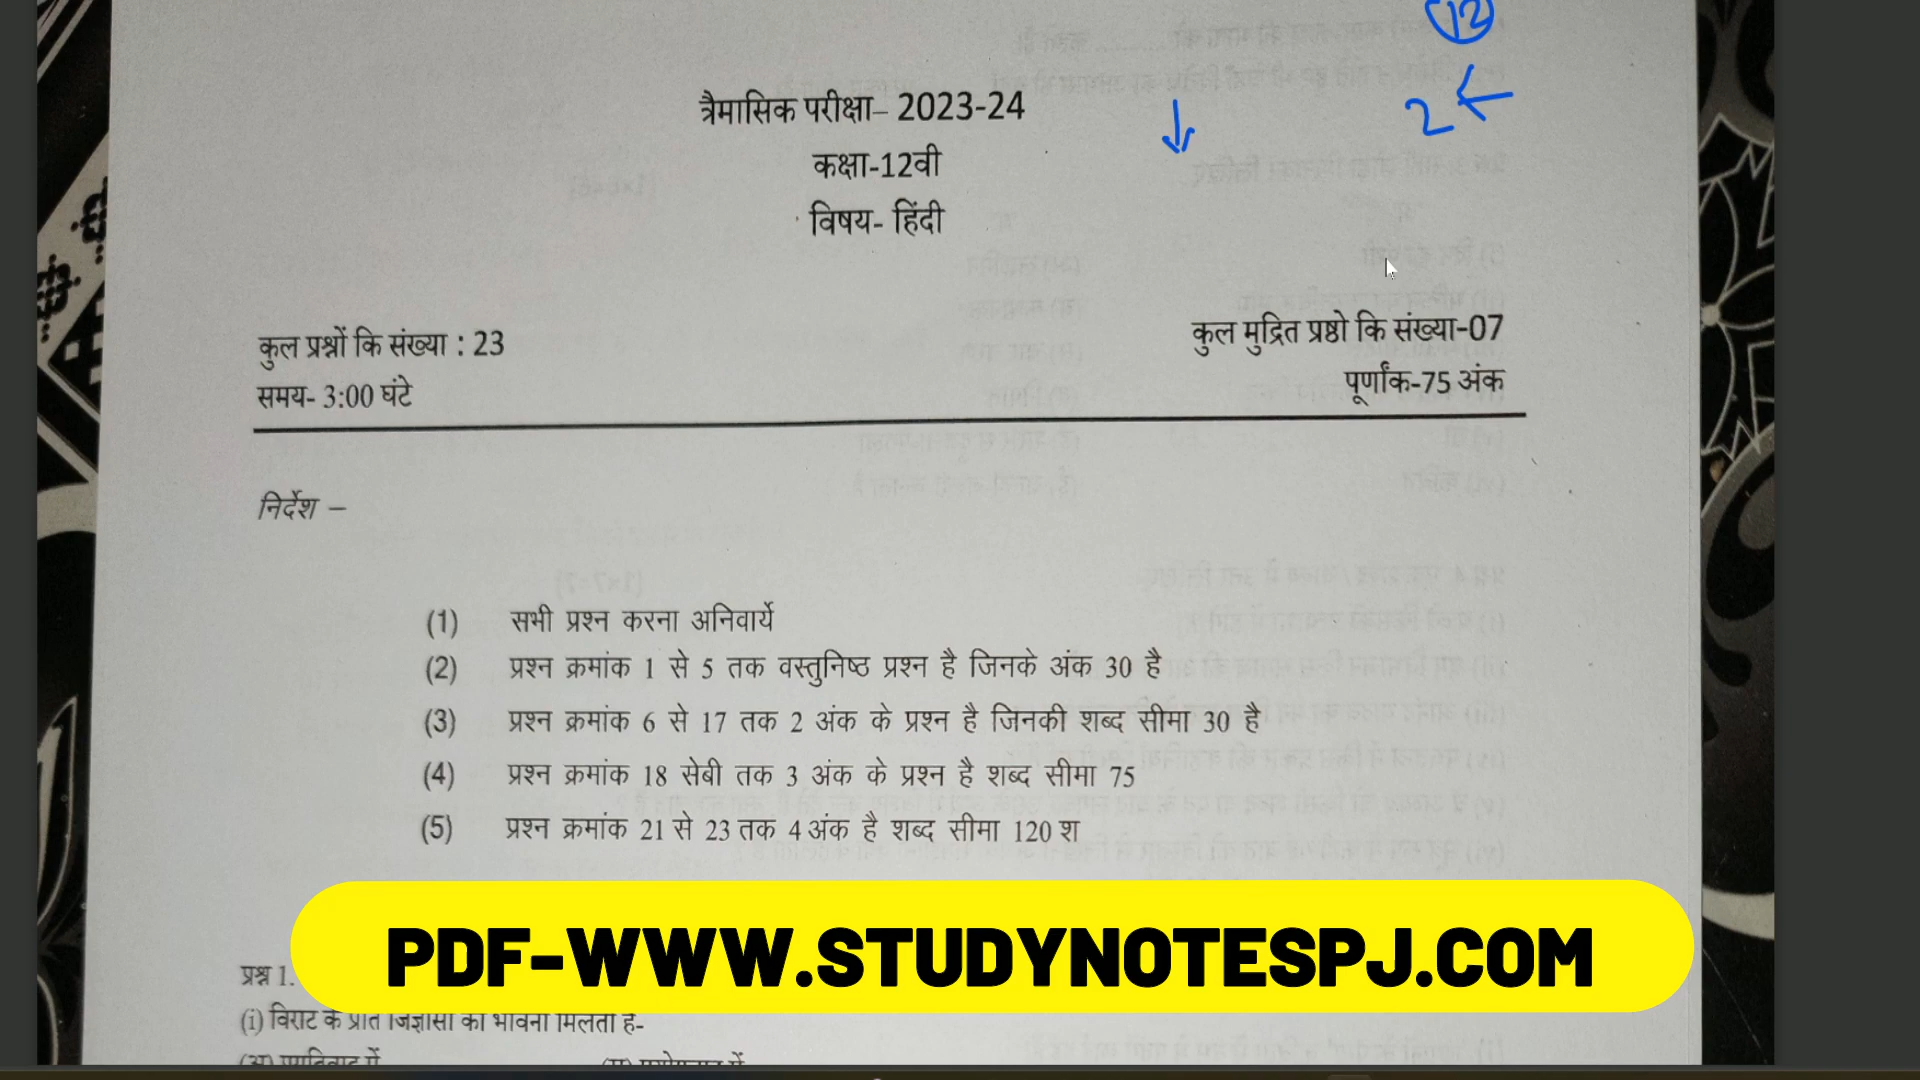 12
2
त्रैमासिक परीक्षा– 2023-24
कक्षा-12वी
विषय- हिंदी
कुल प्रश्नों कि संख्या : 23
कुल मुद्रित प्रष्ठो कि संख्या-07
समय- 3:00 घंटे
पूर्णांक-75 अंक
निर्देश –
(1) सभी प्रश्न करना अनिवार्ये
(2) प्रश्न क्रमांक 1 से 5 तक वस्तुनिष्ठ प्रश्न है जिनके अंक 30 है
(3) प्रश्न क्रमांक 6 से 17 तक 2 अंक के प्रश्न है जिनकी शब्द सीमा 30 है
(4) प्रश्न क्रमांक 18 सेबी तक 3 अंक के प्रश्न है शब्द सीमा 75
(5) प्रश्न क्रमांक 21 से 23 तक 4 अंक है शब्द सीमा 120 श
PDF-WWW.STUDYNOTESPJ.COM
प्रश्न 1.
(i) विराट के प्रति जिज्ञासा की भावना मिलती है-